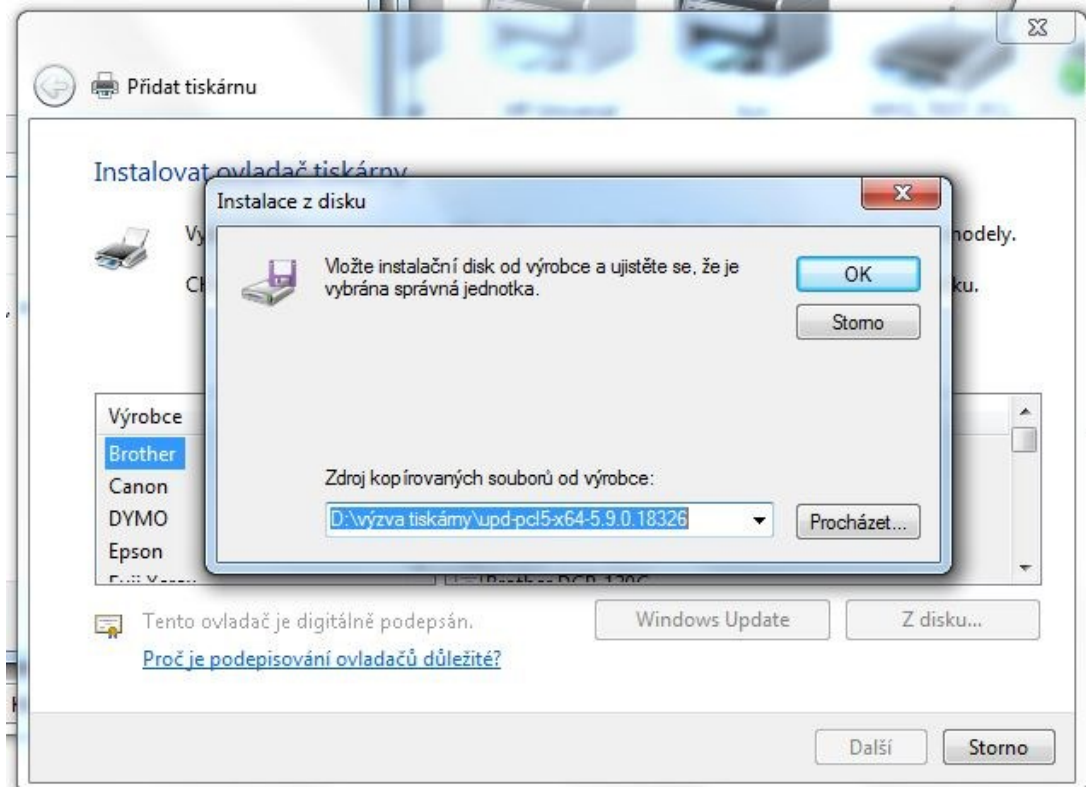 Přidat tiskárnu
Instalovat ovladač tiskárny
Instalace z disku
Vy
modely.
Vložte instalační disk od výrobce a ujistěte se, že je
vybrána správná jednotka.
OK
Storno
ku.
Výrobce
Brother
Canon
DYMO
Epson
Zdroj kopírovaných souborů od výrobce:
D:\výzva tiskárny\upd-pcl5-x64-5.9.0.18326
Procházet...
Tento ovladač je digitálně podepsán.
Windows Update
Z disku...
Proč je podepisování ovladačů důležité?
Další
Storno